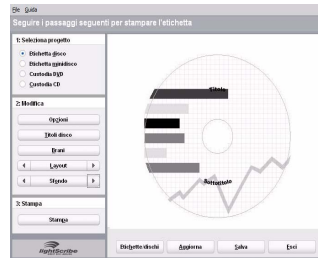 File Guida
Seguire i passaggi seguenti per stampare l'etichetta
1: Seleziona progetto
Etichetta disco
Etichetta minidisco
Custodia DVD
Custodia CD
2: Modifica
Opzioni
Titoli disco
Brani
Layout
Sfondo
3: Stampa
Stampa
Titolo
Sottotitolo
lightScribe
Etichette/dischi Aggiorna Salva Esci